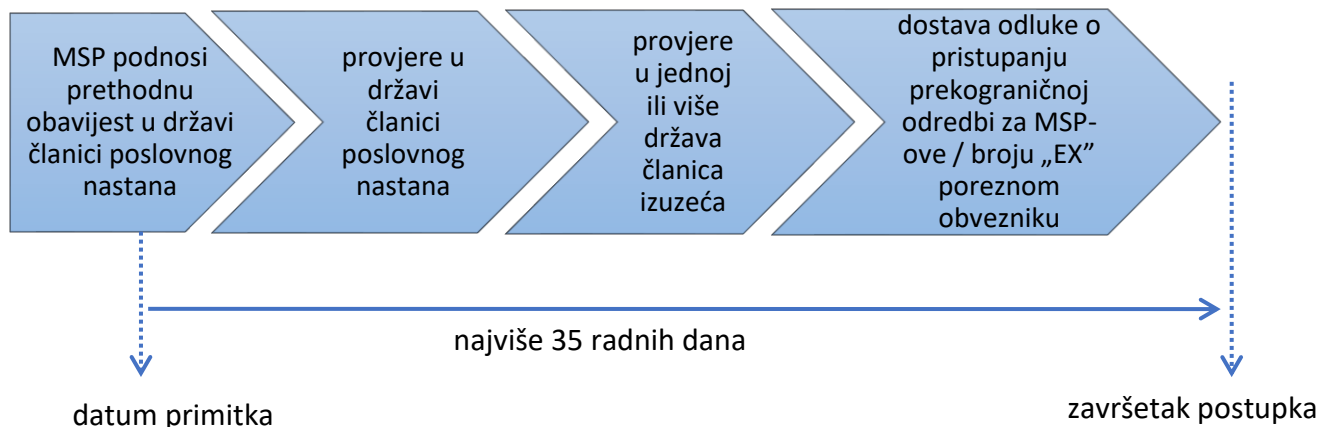 MSP podnosi
prethodnu
obavijest u državi
članici poslovnog
nastana
provjere u
državi
članici
poslovnog
nastana
provjere
u jednoj
ili više
država
članica
izuzeća
dostava odluke o
pristupanju
prekograničnoj
odredbi za MSP-
ove / broju „EX”
poreznom
obvezniku
najviše 35 radnih dana
datum primitka
završetak postupka